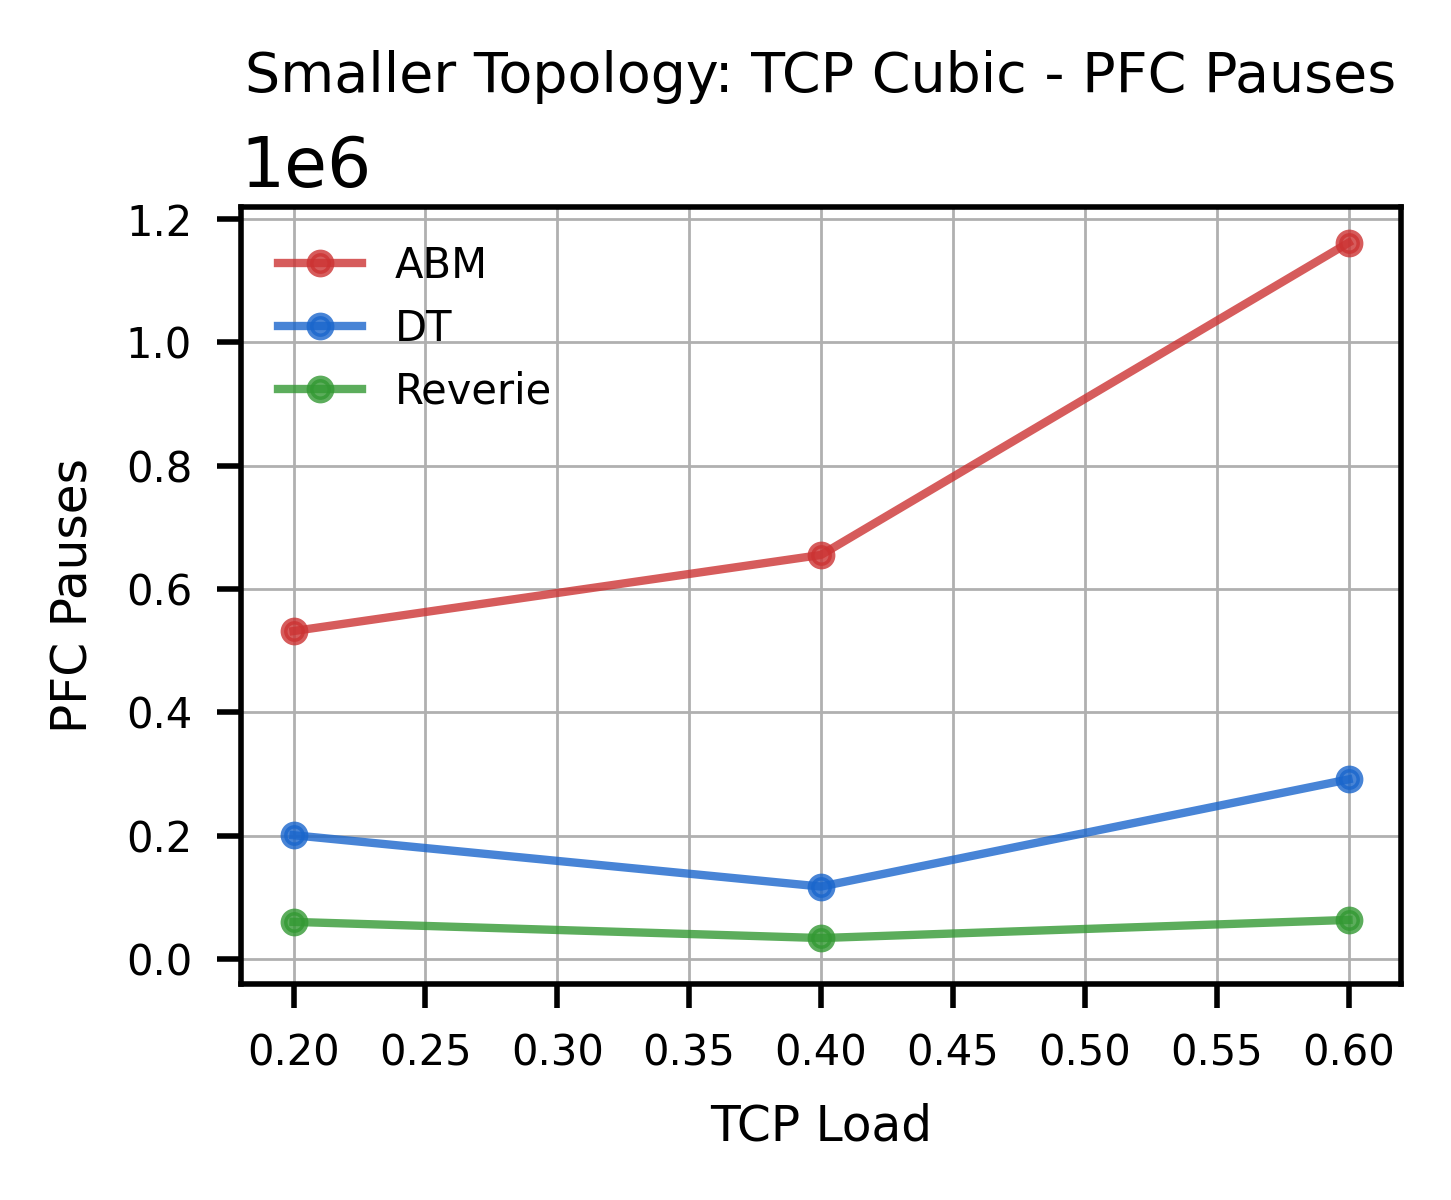 Smaller Topology: TCP Cubic - PFC Pauses
1e6
1.2
1.0
0.8
0.6
0.4
0.2
0.0
PFC Pauses
ABM
DT
Reverie
0.20 0.25 0.30 0.35 0.40 0.45 0.50 0.55 0.60
TCP Load